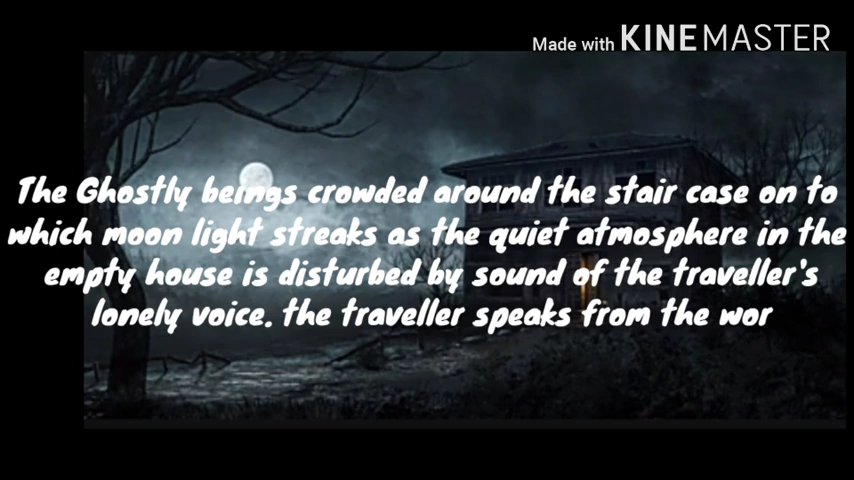 Made with KINEMASTER
The Ghostly beings crowded around the stair case on to
which moon light streaks as the quiet atmosphere in the
empty house is disturbed by sound of the traveller's
lonely voice. the traveller speaks from the wor